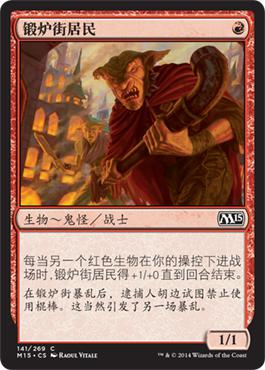 锻炉街居民
生物～鬼怪／战士
M15
每当另一个红色生物在你的操控下进战
场时，锻炉街居民得+1/+0直到回合结束。
在锻炉街暴乱后，逮捕人胡边试图禁止使
用棍棒。这当然引发了另一场暴乱。
1/1
141/269 C
M15 • CS RAOUL VITALE
™ & © 2014 Wizards of the Coast